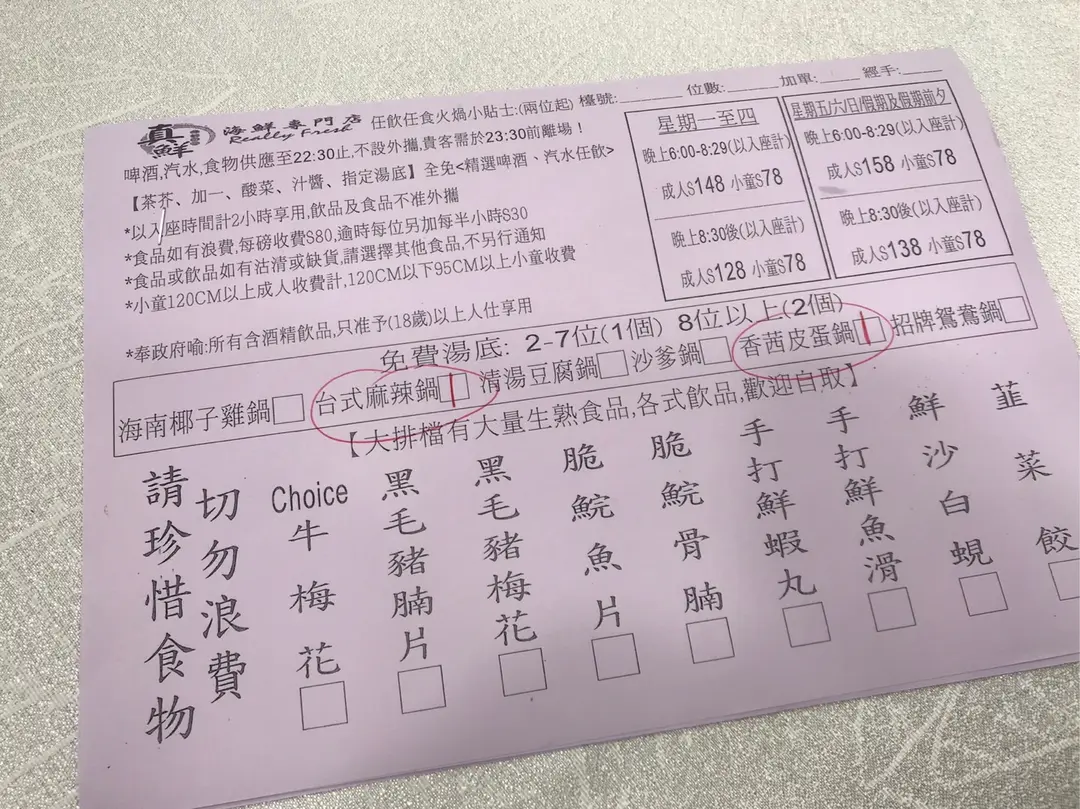 真鮮 海鮮專門店
Really Fresh
任飲任食火煱小貼士:(兩位起) 檯號:_____ 位數:_____ 加單:_____ 經手:_____
啤酒,汽水,食物供應至22:30止,不設外攜,貴客需於23:30前離場！
【茶芥、加一、酸菜、汁醬、指定湯底】全免<精選啤酒、汽水任飲>
*以入座時間計2小時享用,飲品及食品不准外攜
*食品如有浪費,每磅收費$80,逾時每位另加每半小時$30
*食品或飲品如有沽清或缺貨,請選擇其他食品,不另行通知
*小童120CM以上成人收費計,120CM以下95CM以上小童收費
*奉政府喻:所有含酒精飲品,只准予(18歲)以上人仕享用
星期一至四
晚上6:00-8:29(以入座計)
成人$148 小童$78
晚上8:30後(以入座計)
成人$128 小童$78
星期五/六/日/假期及假期前夕
晚上6:00-8:29(以入座計)
成人$158 小童$78
晚上8:30後(以入座計)
成人$138 小童$78
免費湯底: 2-7位(1個) 8位以上(2個)
海南椰子雞鍋 台式麻辣鍋 清湯豆腐鍋 沙爹鍋 香茜皮蛋鍋 招牌鴛鴦鍋
【大排檔有大量生熟食品,各式飲品,歡迎自取】
請珍惜食物
切勿浪費
Choice牛梅花
黑毛豬腩片
黑毛豬梅花
脆鯇魚片
脆鯇骨腩
手打鮮蝦丸
手打鮮魚滑
鮮沙白蜆
韮菜餃